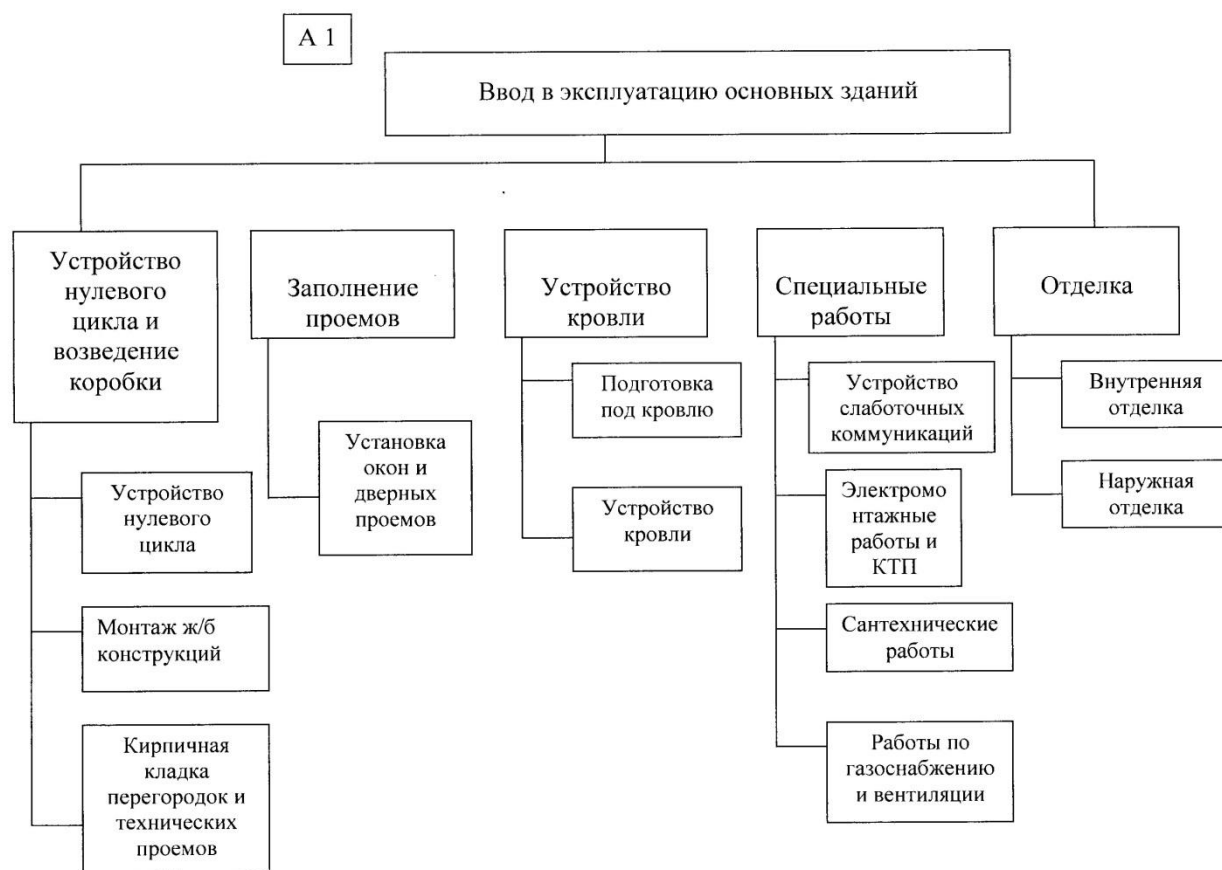 А 1
Ввод в эксплуатацию основных зданий
Устройство
нулевого
цикла и
возведение
коробки
Заполнение
проемов
Устройство
кровли
Специальные
работы
Отделка
Устройство
нулевого
цикла
Монтаж ж/б
конструкций
Кирпичная
кладка
перегородок и
технических
проемов
Установка
окон и
дверных
проемов
Подготовка
под кровлю
Устройство
кровли
Устройство
слаботочных
коммуникаций
Электромо
нтажные
работы и
КТП
Сантехнические
работы
Работы по
газоснабжению
и вентиляции
Внутренняя
отделка
Наружная
отделка